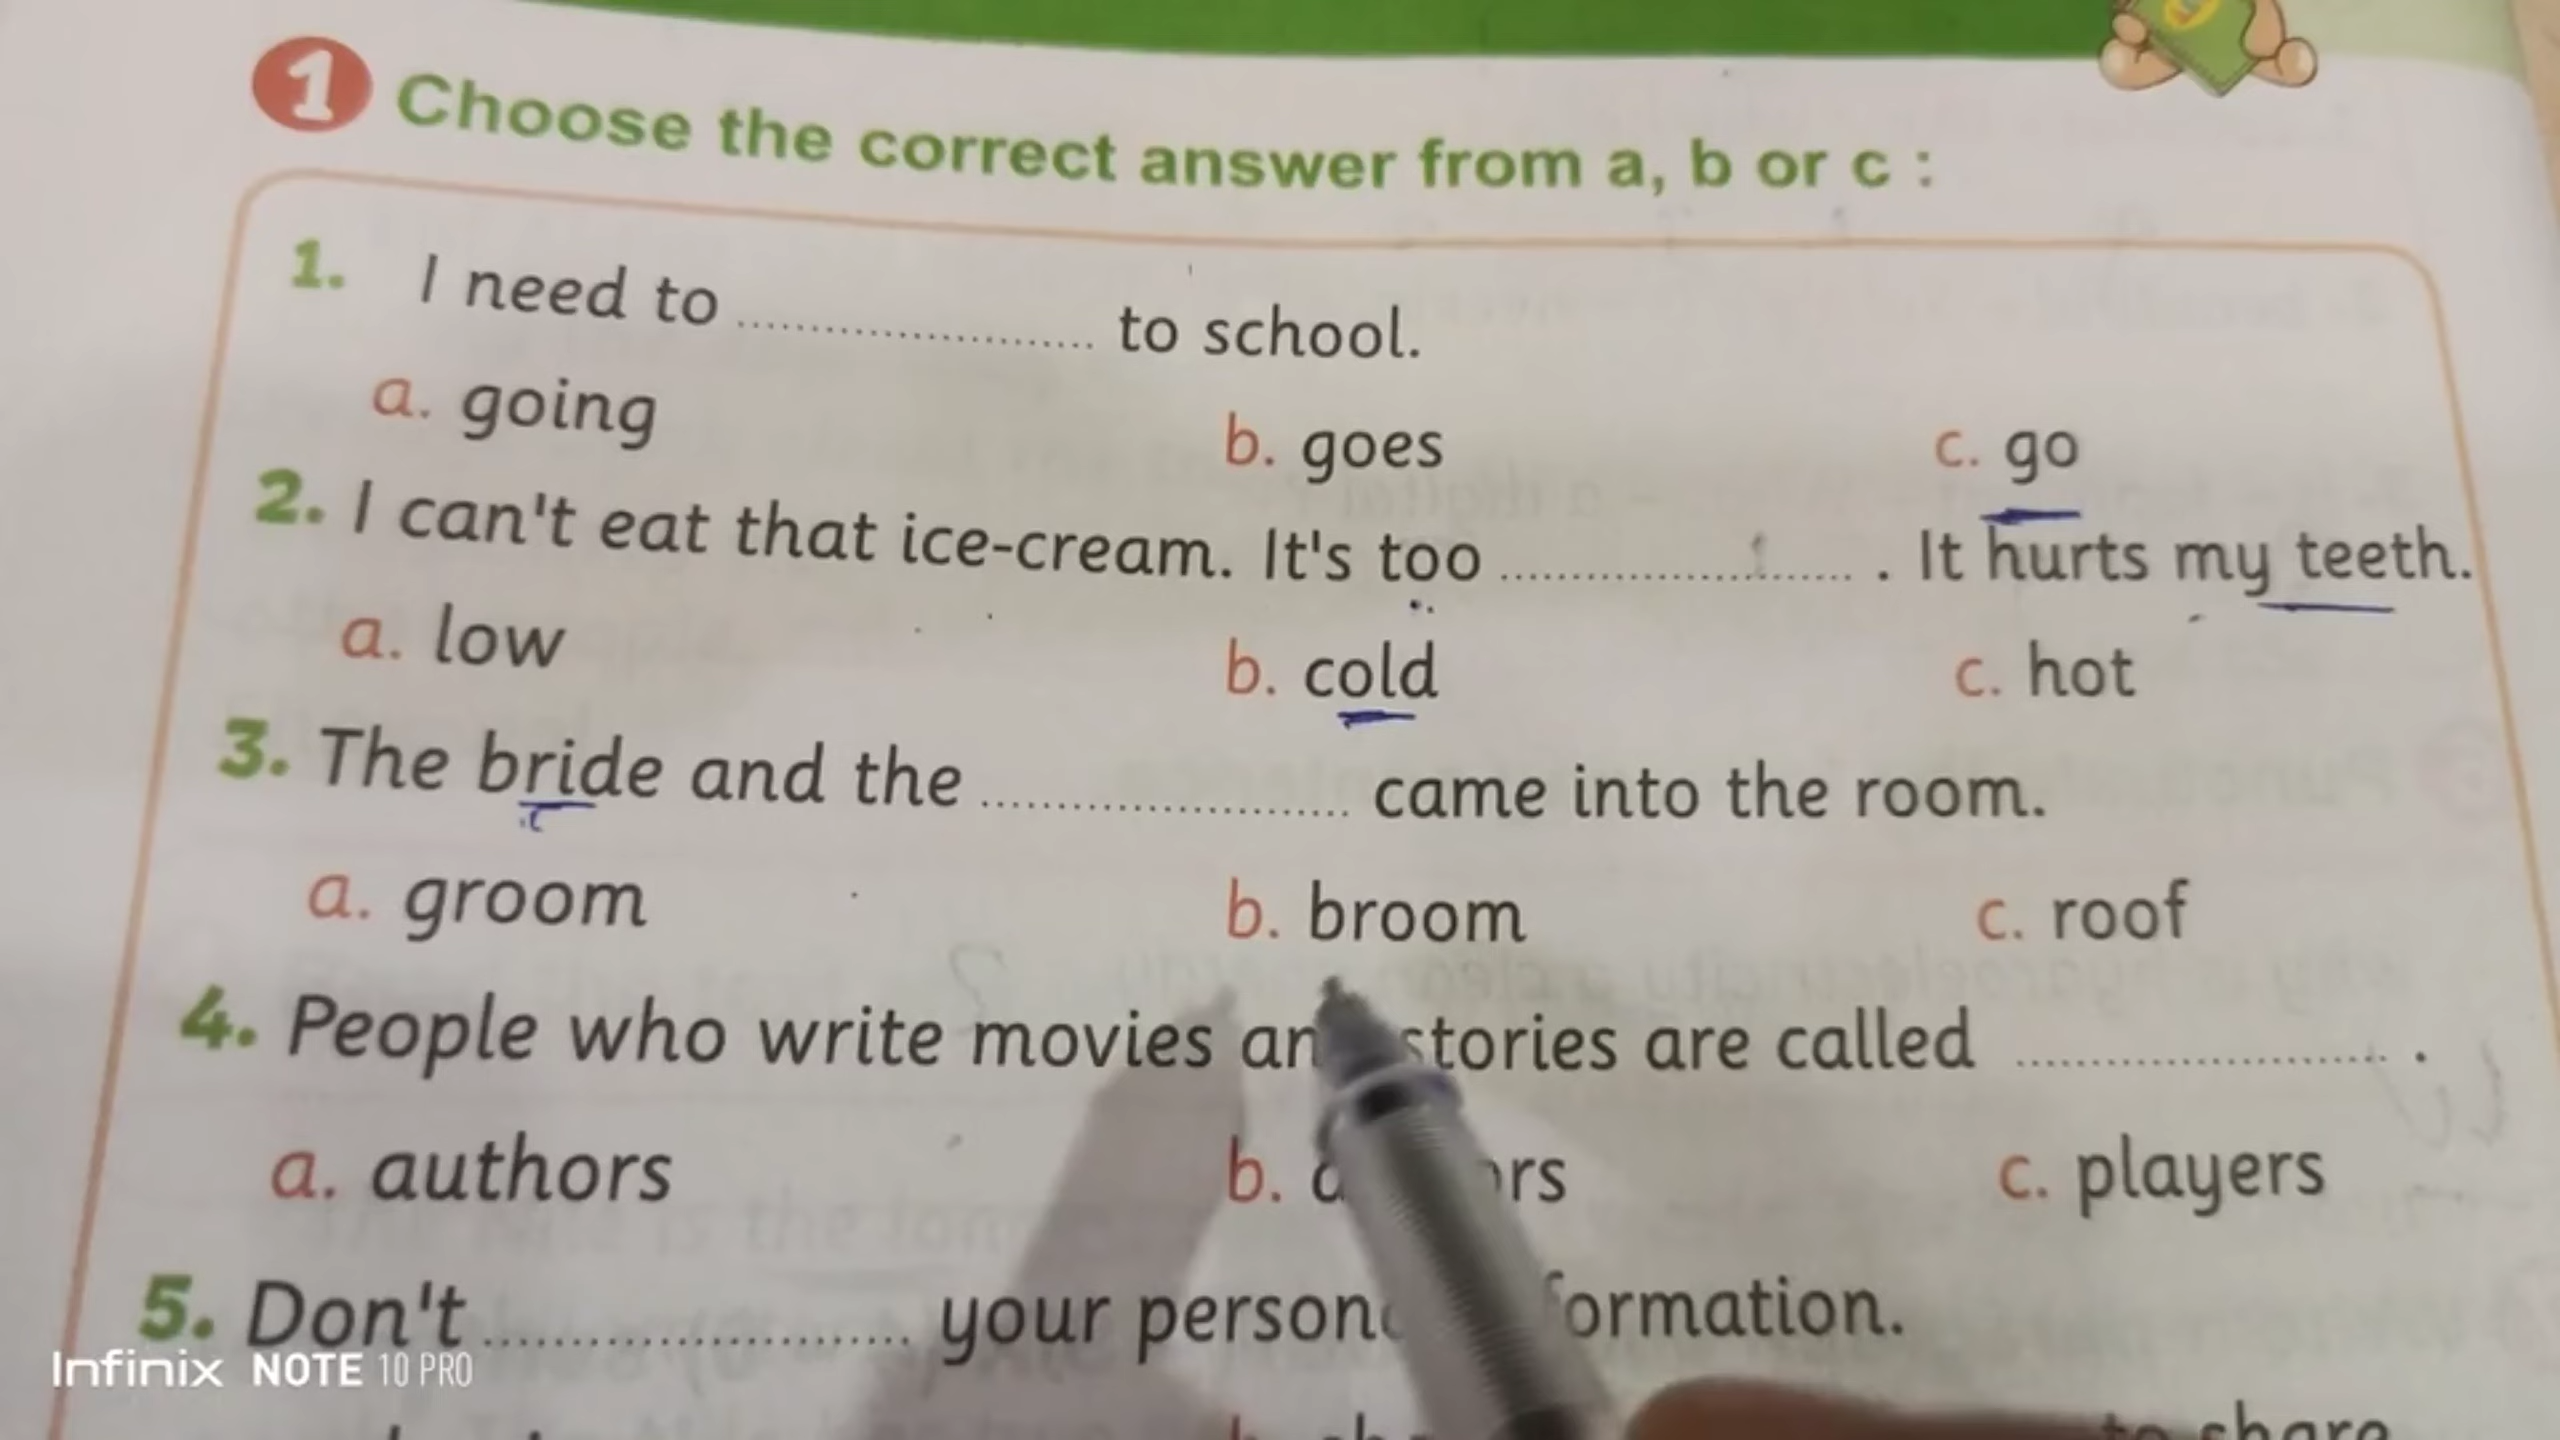 1 Choose the correct answer from a, b or c :
1. I need to .............................. to school.
a. going b. goes c. go
2. I can't eat that ice-cream. It's too .............................. . It hurts my teeth.
a. low b. cold c. hot
3. The bride and the .............................. came into the room.
a. groom b. broom c. roof
4. People who write movies stories are called .............................. .
a. authors b. c. players
5. Don't .............................. your
Infinix NOTE 10 PRO
share